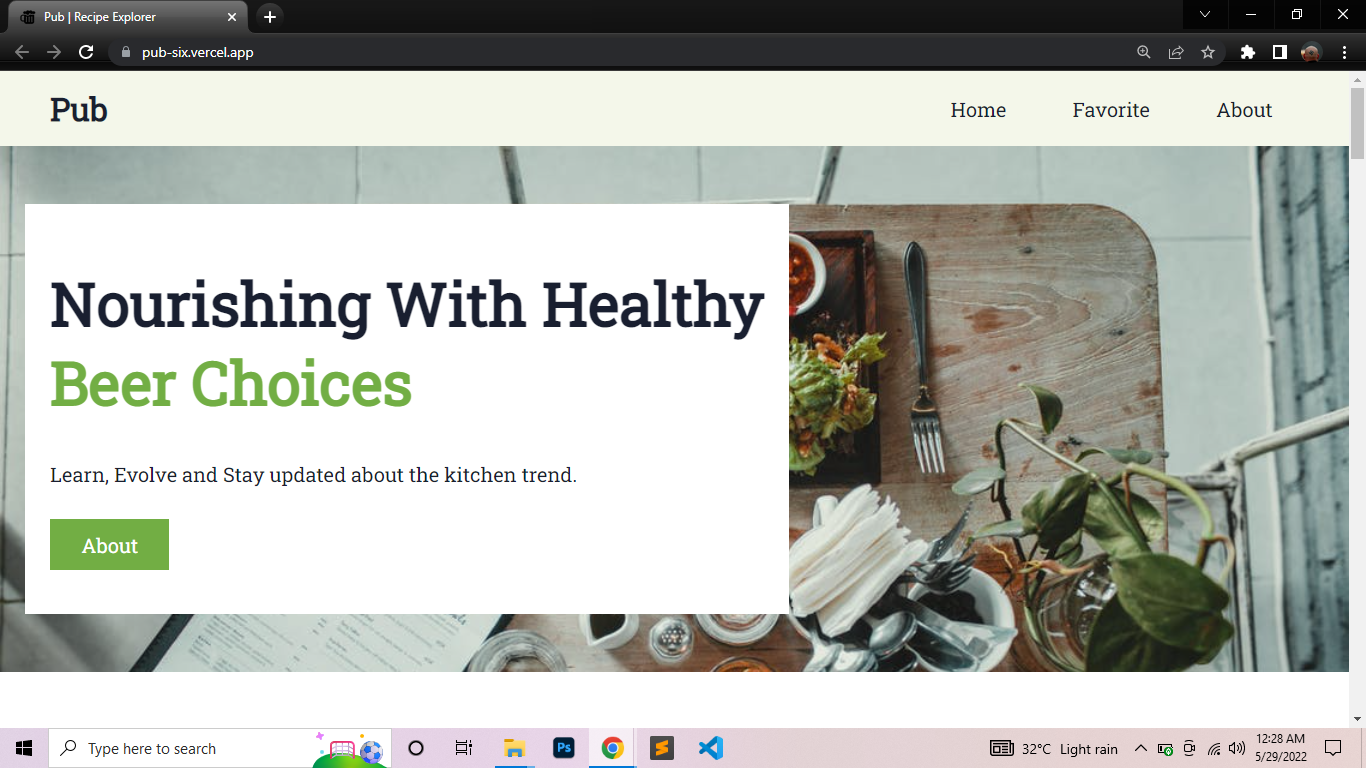 Pub | Recipe Explorer
pub-six.vercel.app
Pub
Home Favorite About
Nourishing With Healthy
Beer Choices
Learn, Evolve and Stay updated about the kitchen trend.
About
Type here to search
Ps
32°C Light rain
12:28 AM
5/29/2022